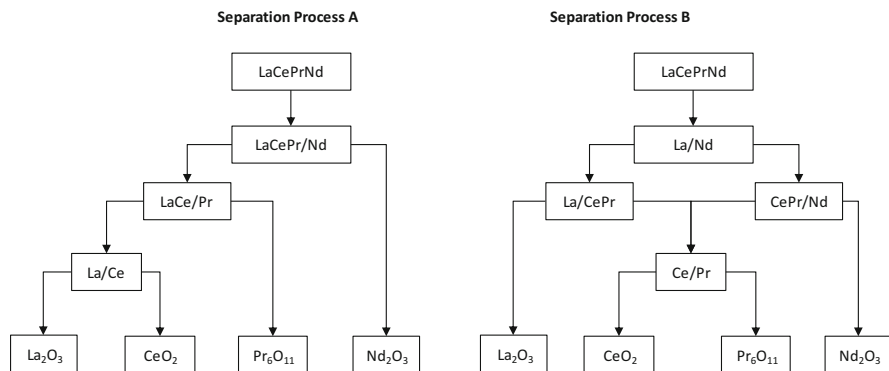 Separation Process A
Separation Process B
LaCePrNd
LaCePrNd
LaCePr/Nd
La/Nd
LaCe/Pr
La/CePr
CePr/Nd
La/Ce
Ce/Pr
La₂O₃
CeO₂
Pr₆O₁₁
Nd₂O₃
La₂O₃
CeO₂
Pr₆O₁₁
Nd₂O₃